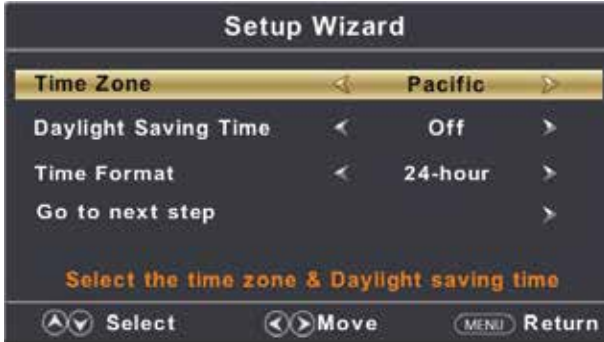 Setup Wizard
Time Zone Pacific
Daylight Saving Time Off
Time Format 24-hour
Go to next step
Select the time zone & Daylight saving time
Select Move MENU Return